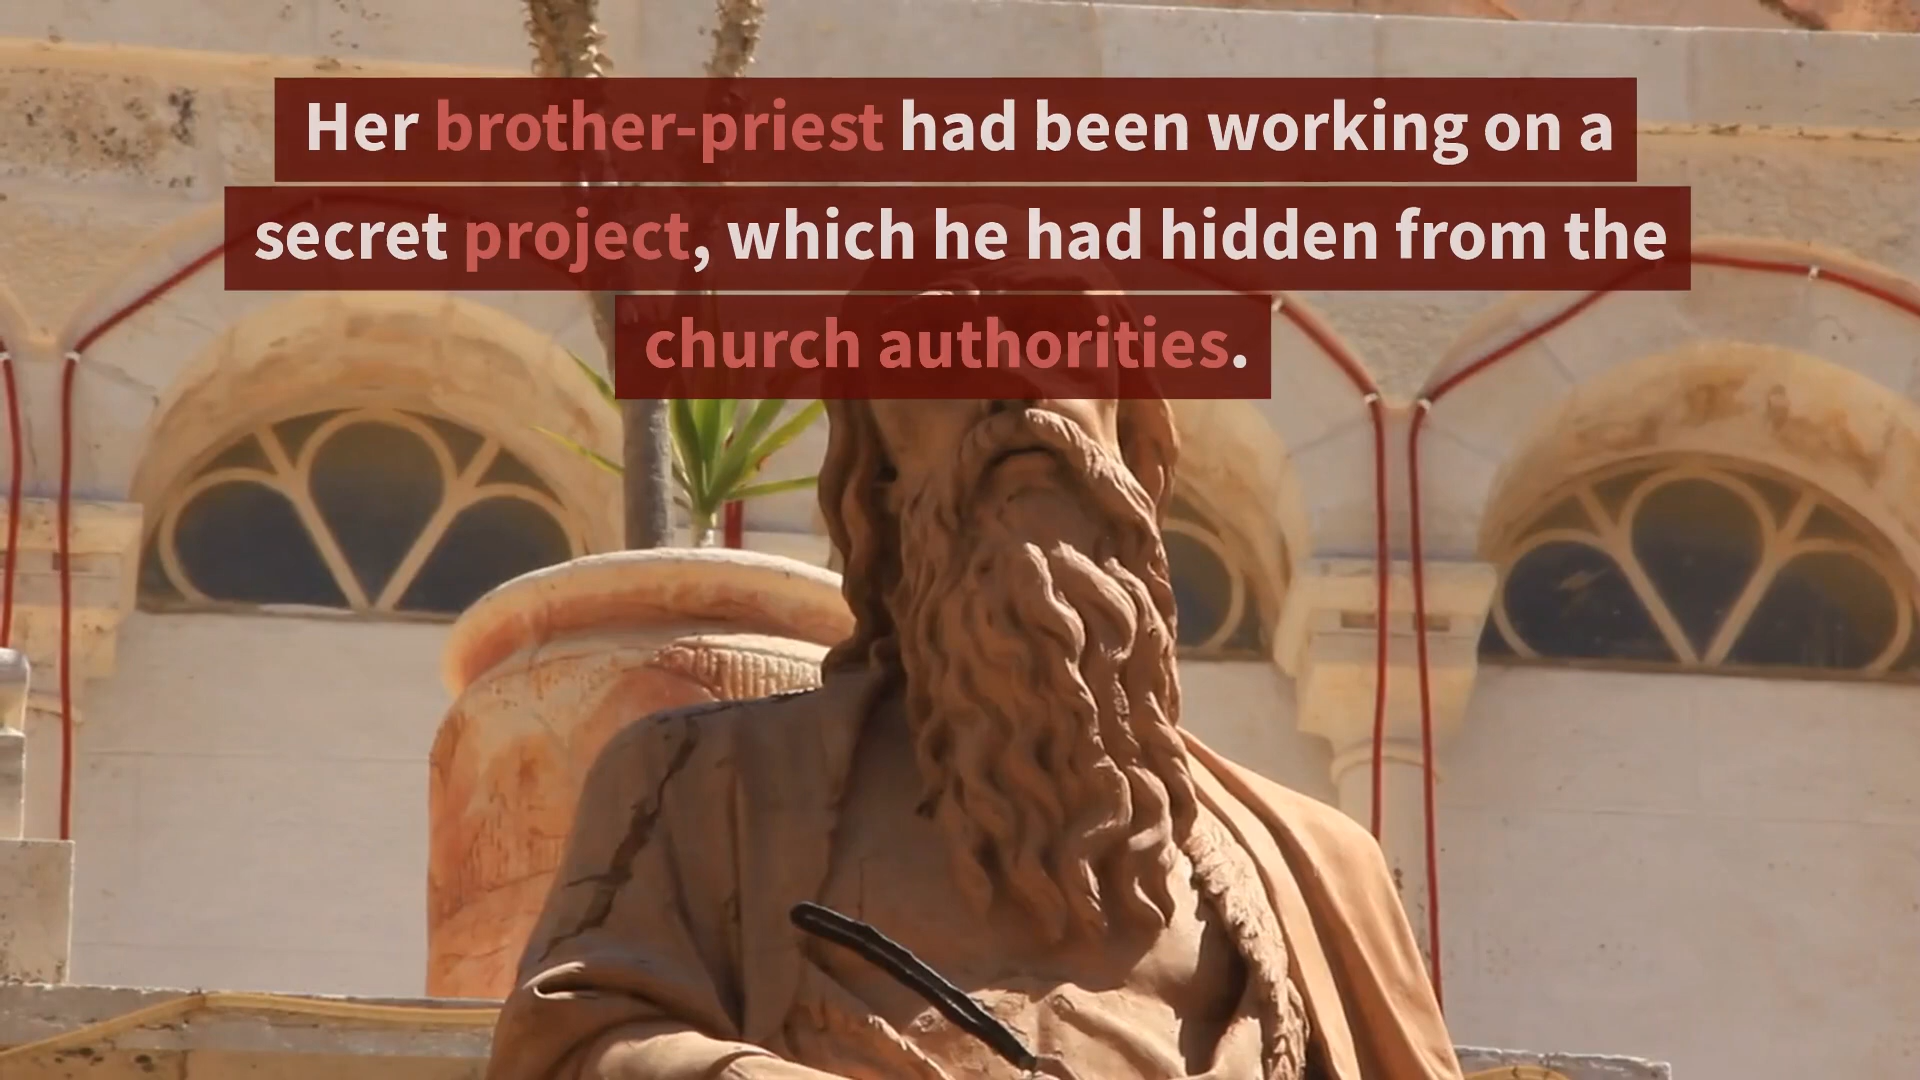 Her brother-priest had been working on a
secret project, which he had hidden from the
church authorities.